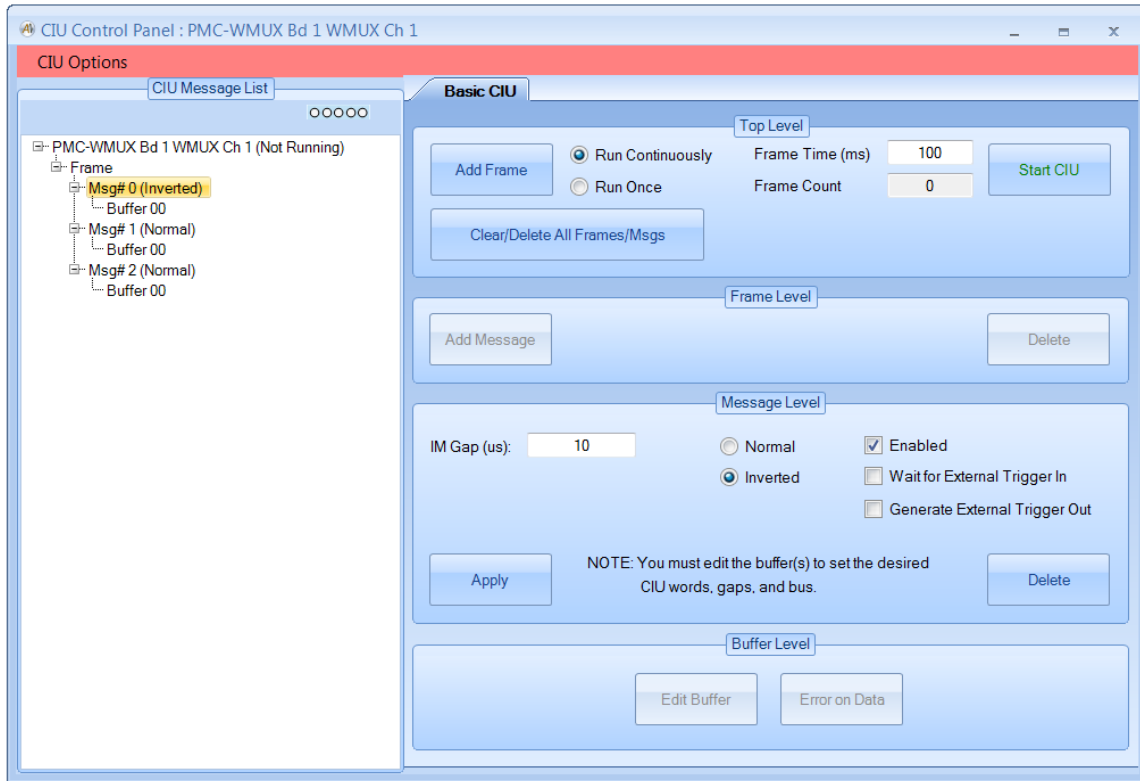 CIU Control Panel : PMC-WMUX Bd 1 WMUX Ch 1
CIU Options
CIU Message List
PMC-WMUX Bd 1 WMUX Ch 1 (Not Running)
Frame
Msg# 0 (Inverted)
Buffer 00
Msg# 1 (Normal)
Buffer 00
Msg# 2 (Normal)
Buffer 00
Basic CIU
Top Level
Add Frame
Run Continuously
Frame Time (ms)
100
Start CIU
Run Once
Frame Count
0
Clear/Delete All Frames/Msgs
Frame Level
Add Message
Delete
Message Level
IM Gap (us):
10
Normal
Enabled
Inverted
Wait for External Trigger In
Generate External Trigger Out
Apply
NOTE: You must edit the buffer(s) to set the desired
CIU words, gaps, and bus.
Delete
Buffer Level
Edit Buffer
Error on Data